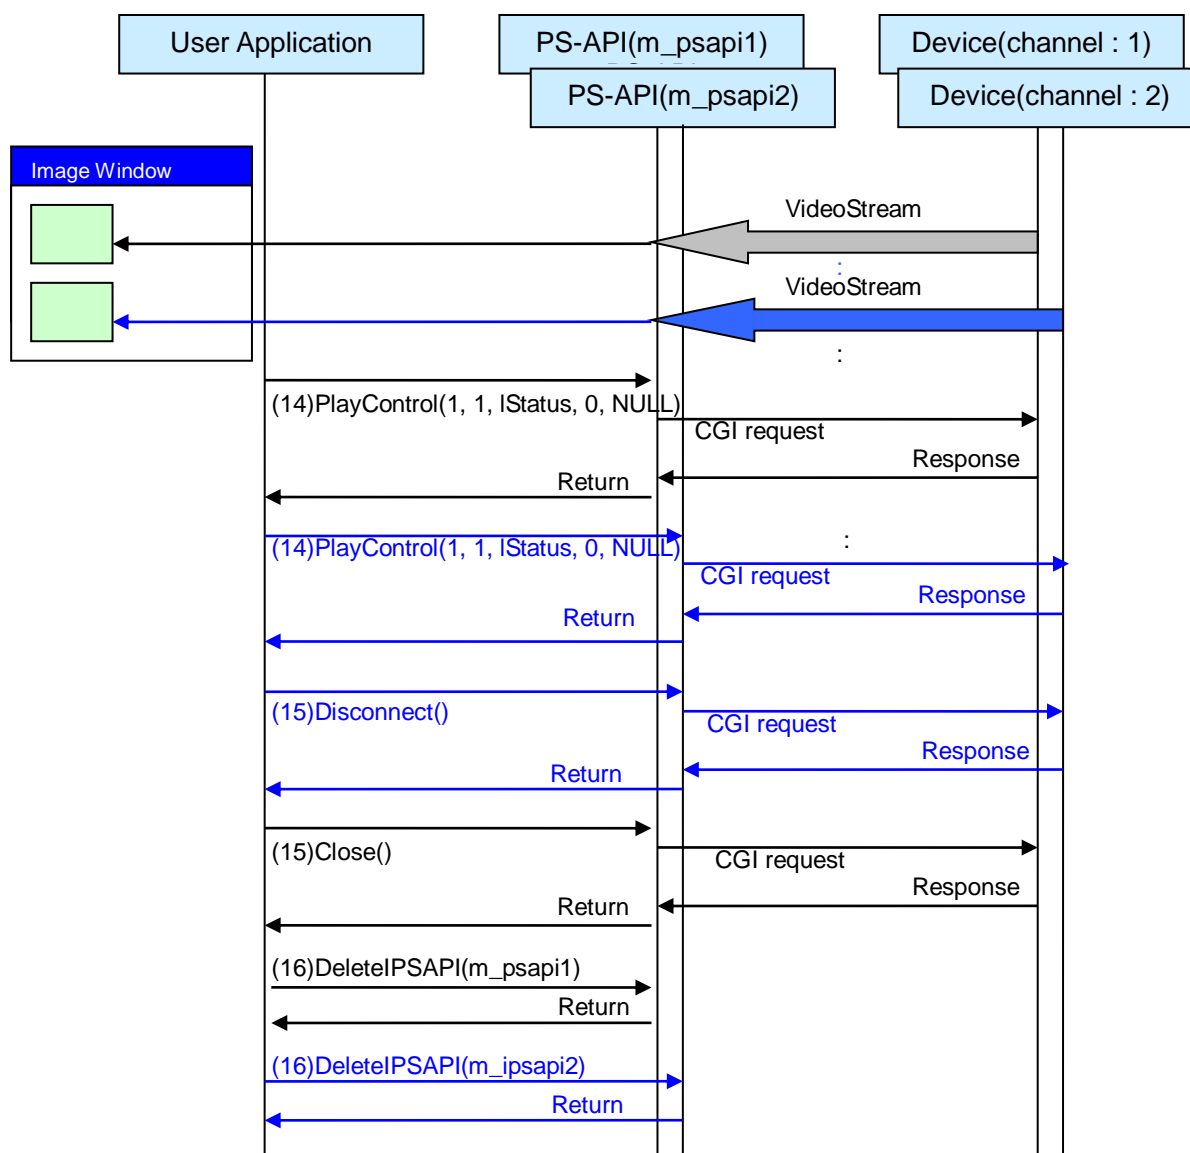 User Application
PS-API(m_psapi1)
Device(channel : 1)
PS-API(m_psapi2)
Device(channel : 2)
Image Window
VideoStream
:
VideoStream
:
(14)PlayControl(1, 1, lStatus, 0, NULL)
CGI request
Response
Return
(14)PlayControl(1, 1, lStatus, 0, NULL)
:
CGI request
Response
Return
(15)Disconnect()
CGI request
Response
Return
(15)Close()
CGI request
Response
Return
(16)DeleteIPSAPI(m_psapi1)
Return
(16)DeleteIPSAPI(m_ipsapi2)
Return